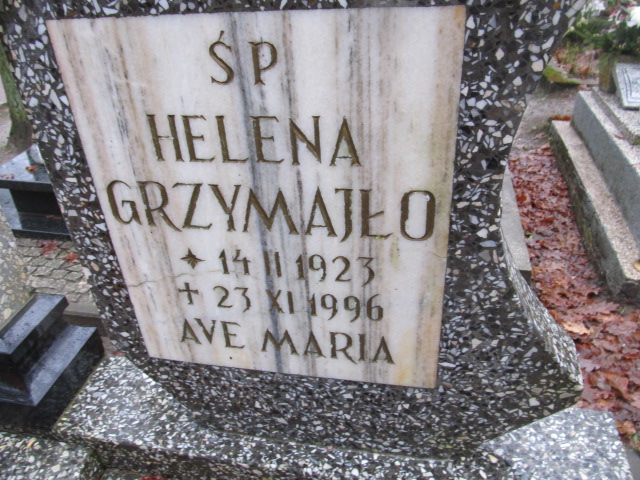 ŚP
HELENA
GRZYMAJŁO
* 14 II 1923
+ 23 XI 1996
AVE MARIA